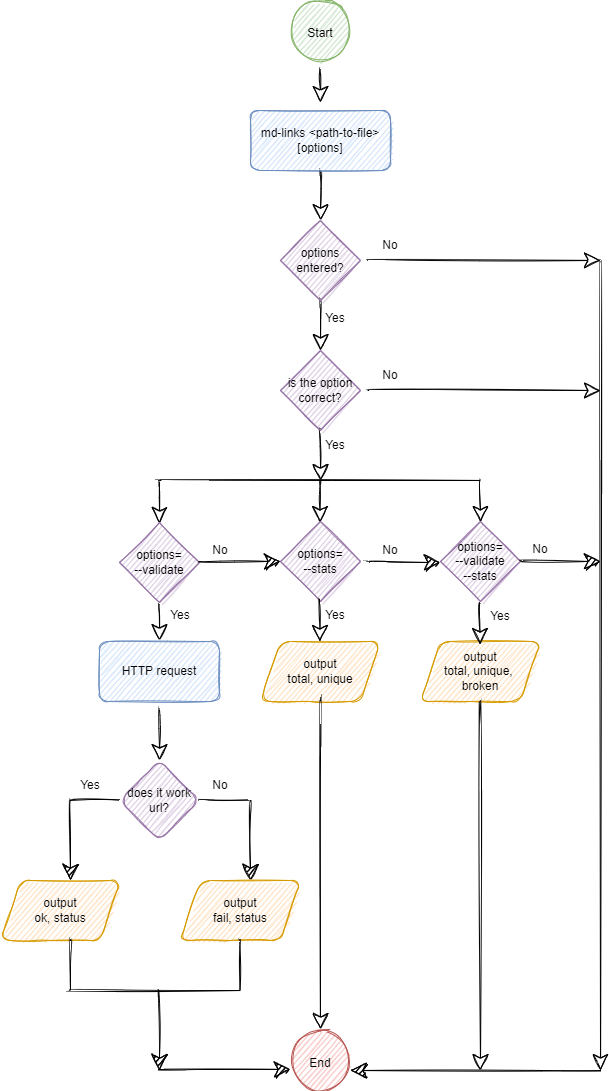 Start
md-links <path-to-file>
[options]
options
entered?
No
Yes
is the option
correct?
No
Yes
options=
--validate
No
options=
--stats
No
options=
--validate
--stats
No
Yes
Yes
Yes
HTTP request
output
total, unique
output
total, unique,
broken
does it work
url?
Yes
No
output
ok, status
output
fail, status
End